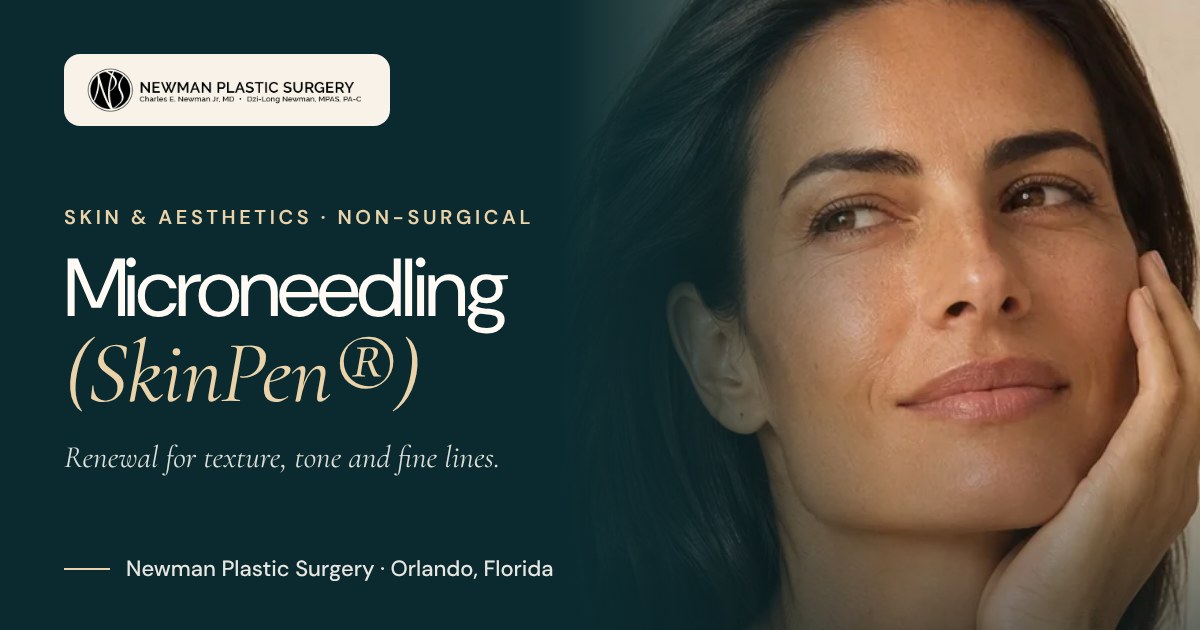 NPS
NEWMAN PLASTIC SURGERY
Charles E. Newman Jr, MD • Dzi-Long Newman, MPAS, PA-C
SKIN & AESTHETICS · NON-SURGICAL
Microneedling
(SkinPen®)
Renewal for texture, tone and fine lines.
Newman Plastic Surgery · Orlando, Florida